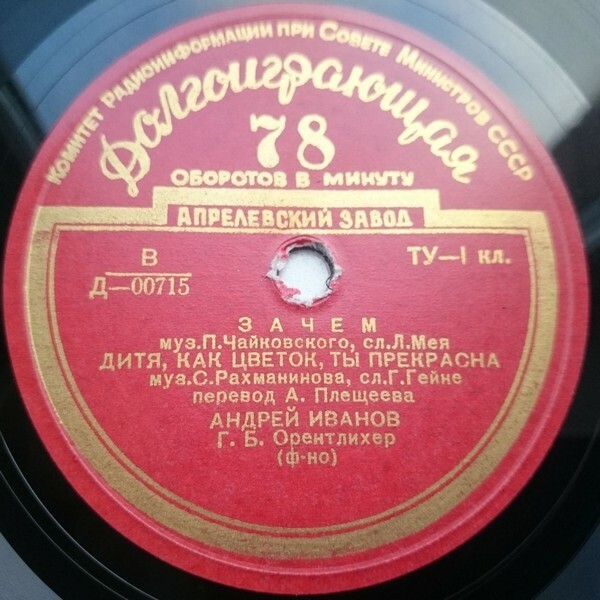 КОМИТЕТ РАДИОИНФОРМАЦИИ ПРИ СОВЕТЕ МИНИСТРОВ СССР
Долгоиграющая
78
ОБОРОТОВ В МИНУТУ
АПРЕЛЕВСКИЙ ЗАВОД
В
Д—00715
ТУ—I кл.
ЗАЧЕМ
муз.П.Чайковского, сл.Л.Мея
ДИТЯ, КАК ЦВЕТОК, ТЫ ПРЕКРАСНА
муз.С.Рахманинова, сл.Г.Гейне
перевод А. Плещеева
АНДРЕЙ ИВАНОВ
Г. Б. Орентлихер
(ф-но)